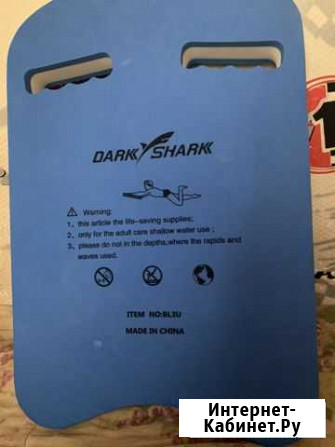 DARK SHARK
⚠ Warning:
1、this article the life-saving supplies;
2、only for the adult care shallow water use ;
3、please do not in the depths,where the rapids and
waves used.
ITEM NO:BLIU
MADE IN CHINA
Интернет-
Кабинет.Ру